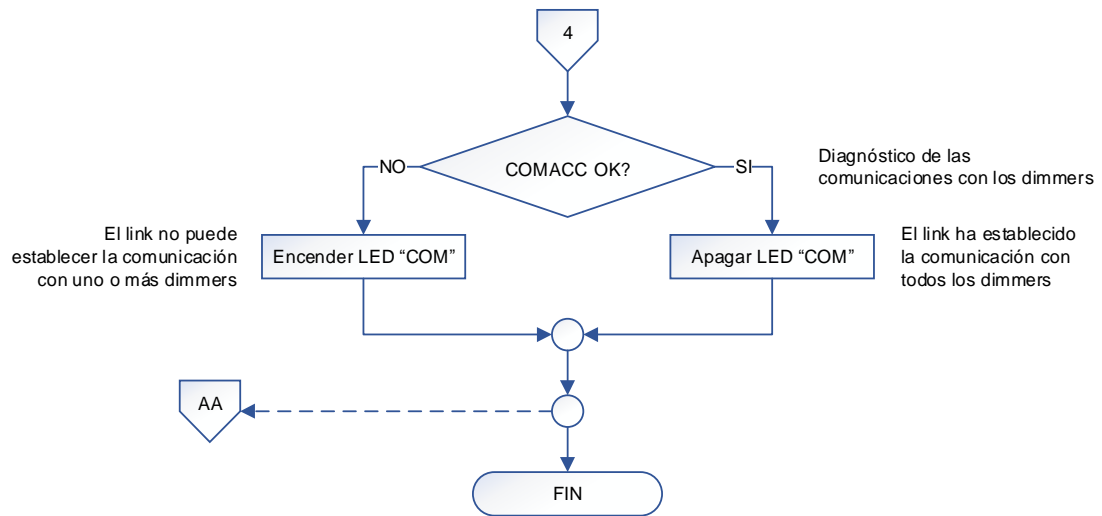 4
COMACC OK?
NO
SI
Diagnóstico de las
comunicaciones con los dimmers
El link no puede
establecer la comunicación
con uno o más dimmers
Encender LED “COM”
Apagar LED “COM”
El link ha establecido
la comunicación con
todos los dimmers
AA
FIN